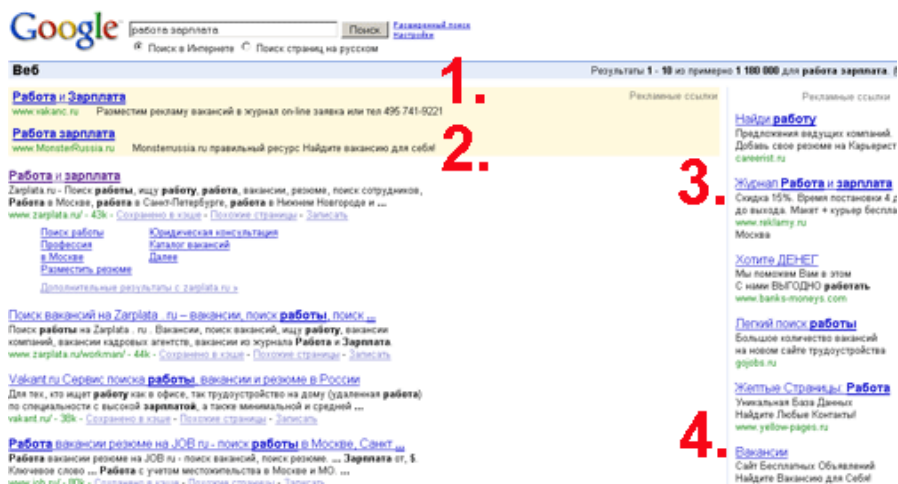 Google
работа зарплата
Поиск
Расширенный поиск
Настройки
Поиск в Интернете Поиск страниц на русском
Веб
Результаты 1 - 10 из примерно 1 180 000 для работа зарплата. (
1.
Работа и Зарплата
Рекламные ссылки
www.vakanc.ru Разместим рекламу вакансий в журнал on-line заявка или тел 495 741-9221
Работа зарплата
www.MonsterRussia.ru Monsterrussia.ru правильный ресурс Найдите вакансию для себя!
2.
Работа и зарплата
Zarplata.ru - Поиск работы, ищу работу, работа, вакансии, резюме, поиск сотрудников,
Работа в Москве, работа в Санкт-Петербурге, работа в Нижнем Новгороде и ...
www.zarplata.ru/ - 43k - Сохранено в кэше - Похожие страницы - Записать
Поиск работы Юридическая консультация
Профессия Каталог вакансий
в Москве Далее
Разместить резюме
Дополнительные результаты с zarplata.ru »
Поиск вакансий на Zarplata . ru – вакансии, поиск работы, поиск ...
Поиск работы на Zarplata . ru . Вакансии, поиск вакансий, ищу работу, вакансии
компаний, вакансии кадровых агентств, вакансии из журнала Работа и Зарплата.
www.zarplata.ru/workman/ - 44k - Сохранено в кэше - Похожие страницы - Записать
Vakant.ru Сервис поиска работы, вакансии и резюме в России
Для тех, кто ищет работу как в офисе, так трудоустройство на дому (удаленная работа)
по специальности с высокой зарплатой, а также минимальной и средней ...
vakant.ru/ - 38k - Сохранено в кэше - Похожие страницы - Записать
Работа вакансии резюме на JOB.ru - поиск работы в Москве, Санкт ...
Работа вакансии резюме на JOB.ru - поиск вакансий, поиск резюме. ... Зарплата от, $.
Ключевое слово ... Работа с учетом местожительства в Москве и МО. ...
www.job.ru/ - 80k - Сохранено в кэше - Похожие страницы - Записать
Рекламные ссылки
Найди работу
Предложения ведущих компаний.
Добавь свое резюме на Карьерист
careerist.ru
3.
Журнал Работа и зарплата
Скидка 15%. Время постановки 4 д
до выхода. Макет + курьер беспла
www.reklamy.ru
Москва
Хотите ДЕНЕГ
Мы поможем Вам в этом
С нами ВЫГОДНО работать
www.banks-moneys.com
Легкий поиск работы
Большое количество вакансий
на новом сайте трудоустройства
gojobs.ru
Желтые Страницы: Работа
Уникальная База Данных
Найдите Любые Контакты!
www.yellow-pages.ru
4.
Вакансии
Сайт Бесплатных Объявлений
Найдите Вакансию для Себя!